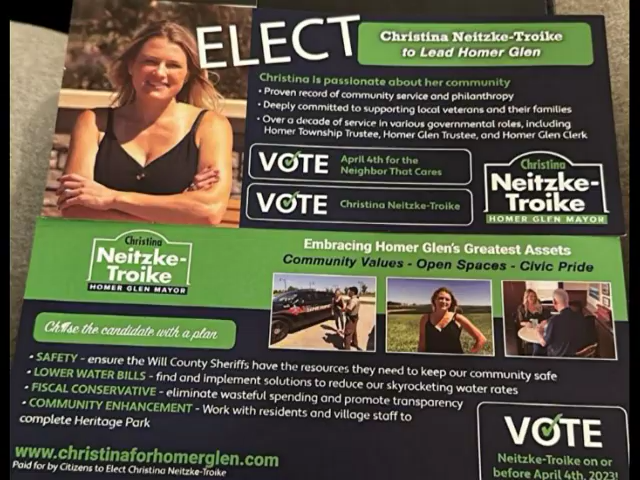 ELECT
Christina Neitzke-Troike
to Lead Homer Glen
Christina is passionate about her community
• Proven record of community service and philanthropy
• Deeply committed to supporting local veterans and their families
• Over a decade of service in various governmental roles, including
Homer Township Trustee, Homer Glen Trustee, and Homer Glen Clerk
VOTE
April 4th for the
Neighbor That Cares
VOTE
Christina Neitzke-Troike
Christina
Neitzke-
Troike
HOMER GLEN MAYOR
Christina
Neitzke-
Troike
HOMER GLEN MAYOR
Embracing Homer Glen's Greatest Assets
Community Values - Open Spaces - Civic Pride
Choose the candidate with a plan
• SAFETY – ensure the Will County Sheriffs have the resources they need to keep our community safe
• LOWER WATER BILLS - find and implement solutions to reduce our skyrocketing water rates
• FISCAL CONSERVATIVE - eliminate wasteful spending and promote transparency
• COMMUNITY ENHANCEMENT - Work with residents and village staff to
complete Heritage Park
www.christinaforhomerglen.com
Paid for by Citizens to Elect Christina Neitzke-Troike
VOTE
Neitzke-Troike on or
before April 4th, 2023!